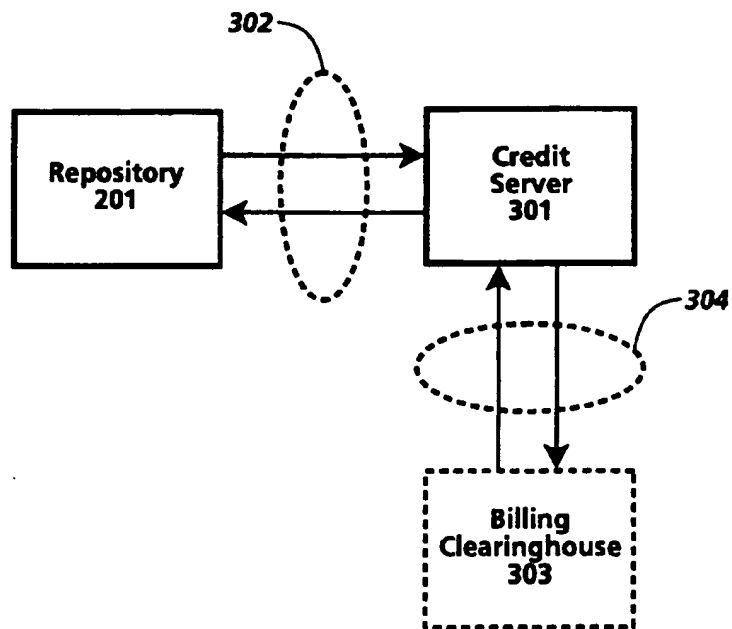 302
Repository
201
Credit
Server
301
304
Billing
Clearinghouse
303